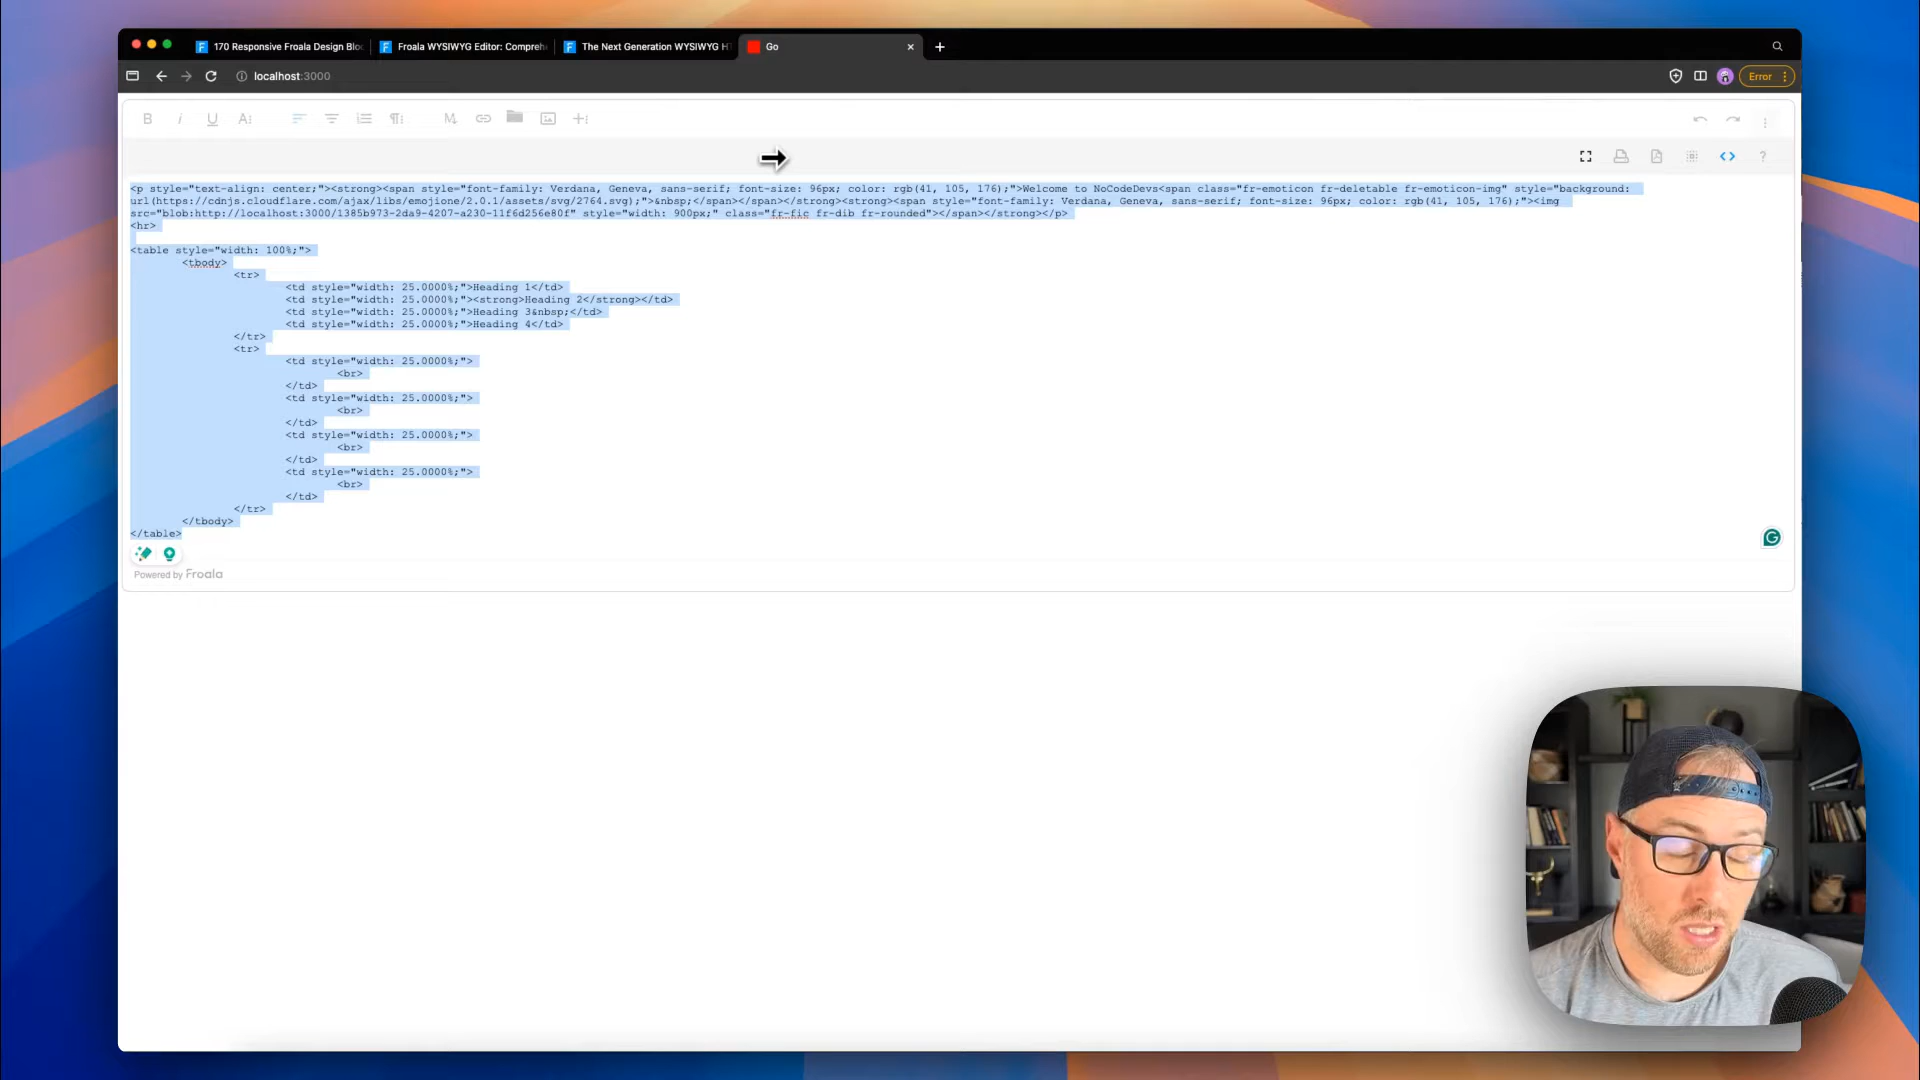 170 Responsive Froala Design Blo
Froala WYSIWYG Editor: Compreh
The Next Generation WYSIWYG H
Go
localhost:3000
Error
<p style="text-align: center;"><strong><span style="font-family: Verdana, Geneva, sans-serif; font-size: 96px; color: rgb(41, 105, 176);">Welcome to NoCodeDevs<span class="fr-emoticon fr-deletable fr-emoticon-img" style="background:
url(https://cdnjs.cloudflare.com/ajax/libs/emojione/2.0.1/assets/svg/2764.svg);">&nbsp;</span></span></strong><strong><span style="font-family: Verdana, Geneva, sans-serif; font-size: 96px; color: rgb(41, 105, 176);"><img
src="blob:http://localhost:3000/1385b973-2da9-4207-a230-11f6d256e80f" style="width: 900px;" class="fr-fic fr-dib fr-rounded"></span></strong></p>
<hr>
<table style="width: 100%;">
<tbody>
<tr>
<td style="width: 25.0000%;">Heading 1</td>
<td style="width: 25.0000%;"><strong>Heading 2</strong></td>
<td style="width: 25.0000%;">Heading 3&nbsp;</td>
<td style="width: 25.0000%;">Heading 4</td>
</tr>
<tr>
<td style="width: 25.0000%;">
<br>
</td>
<td style="width: 25.0000%;">
<br>
</td>
<td style="width: 25.0000%;">
<br>
</td>
<td style="width: 25.0000%;">
<br>
</td>
</tr>
</tbody>
</table>
Powered by Froala